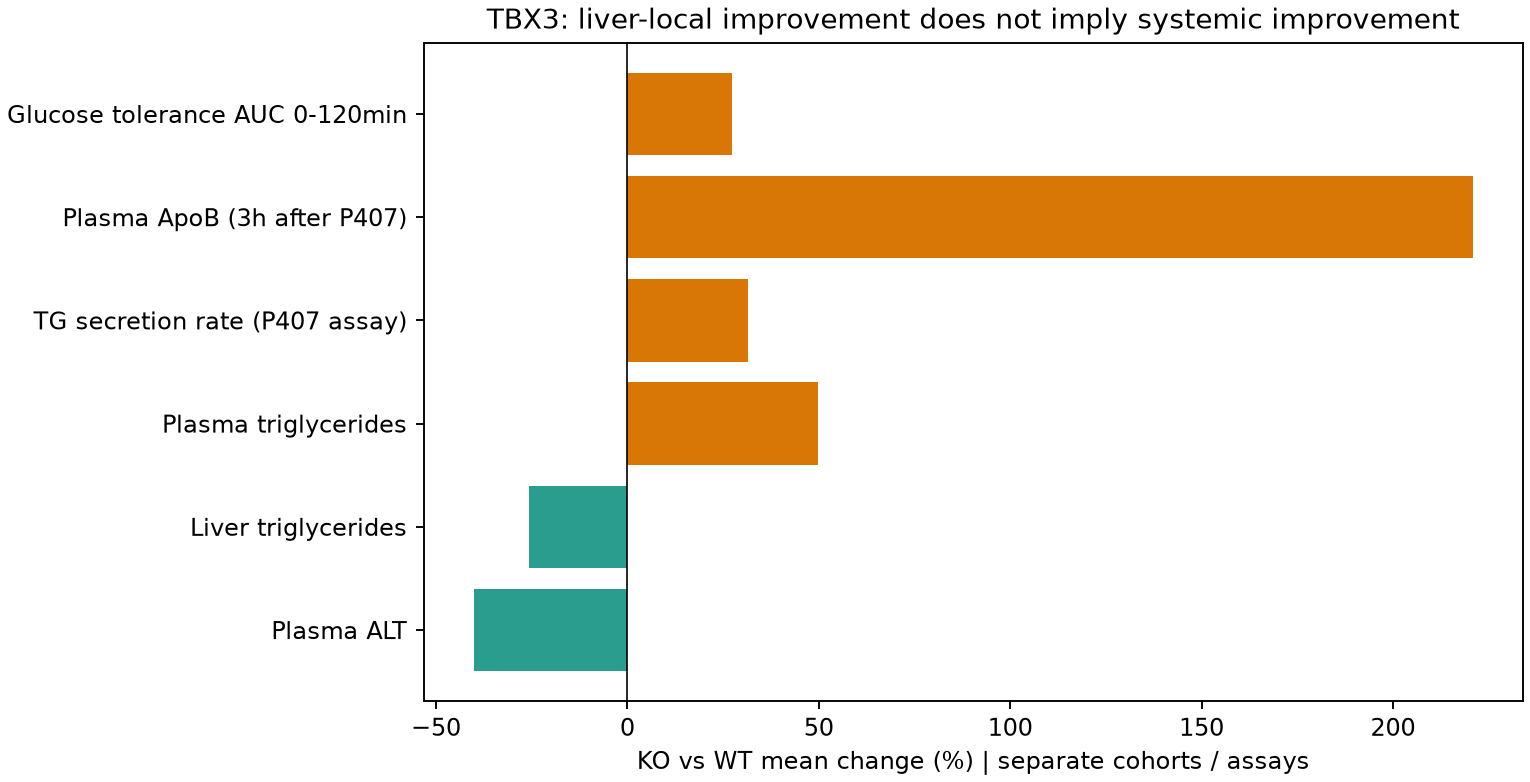 TBX3: liver-local improvement does not imply systemic improvement
Glucose tolerance AUC 0-120min
Plasma ApoB (3h after P407)
TG secretion rate (P407 assay)
Plasma triglycerides
Liver triglycerides
Plasma ALT
−50 0 50 100 150 200
KO vs WT mean change (%) | separate cohorts / assays